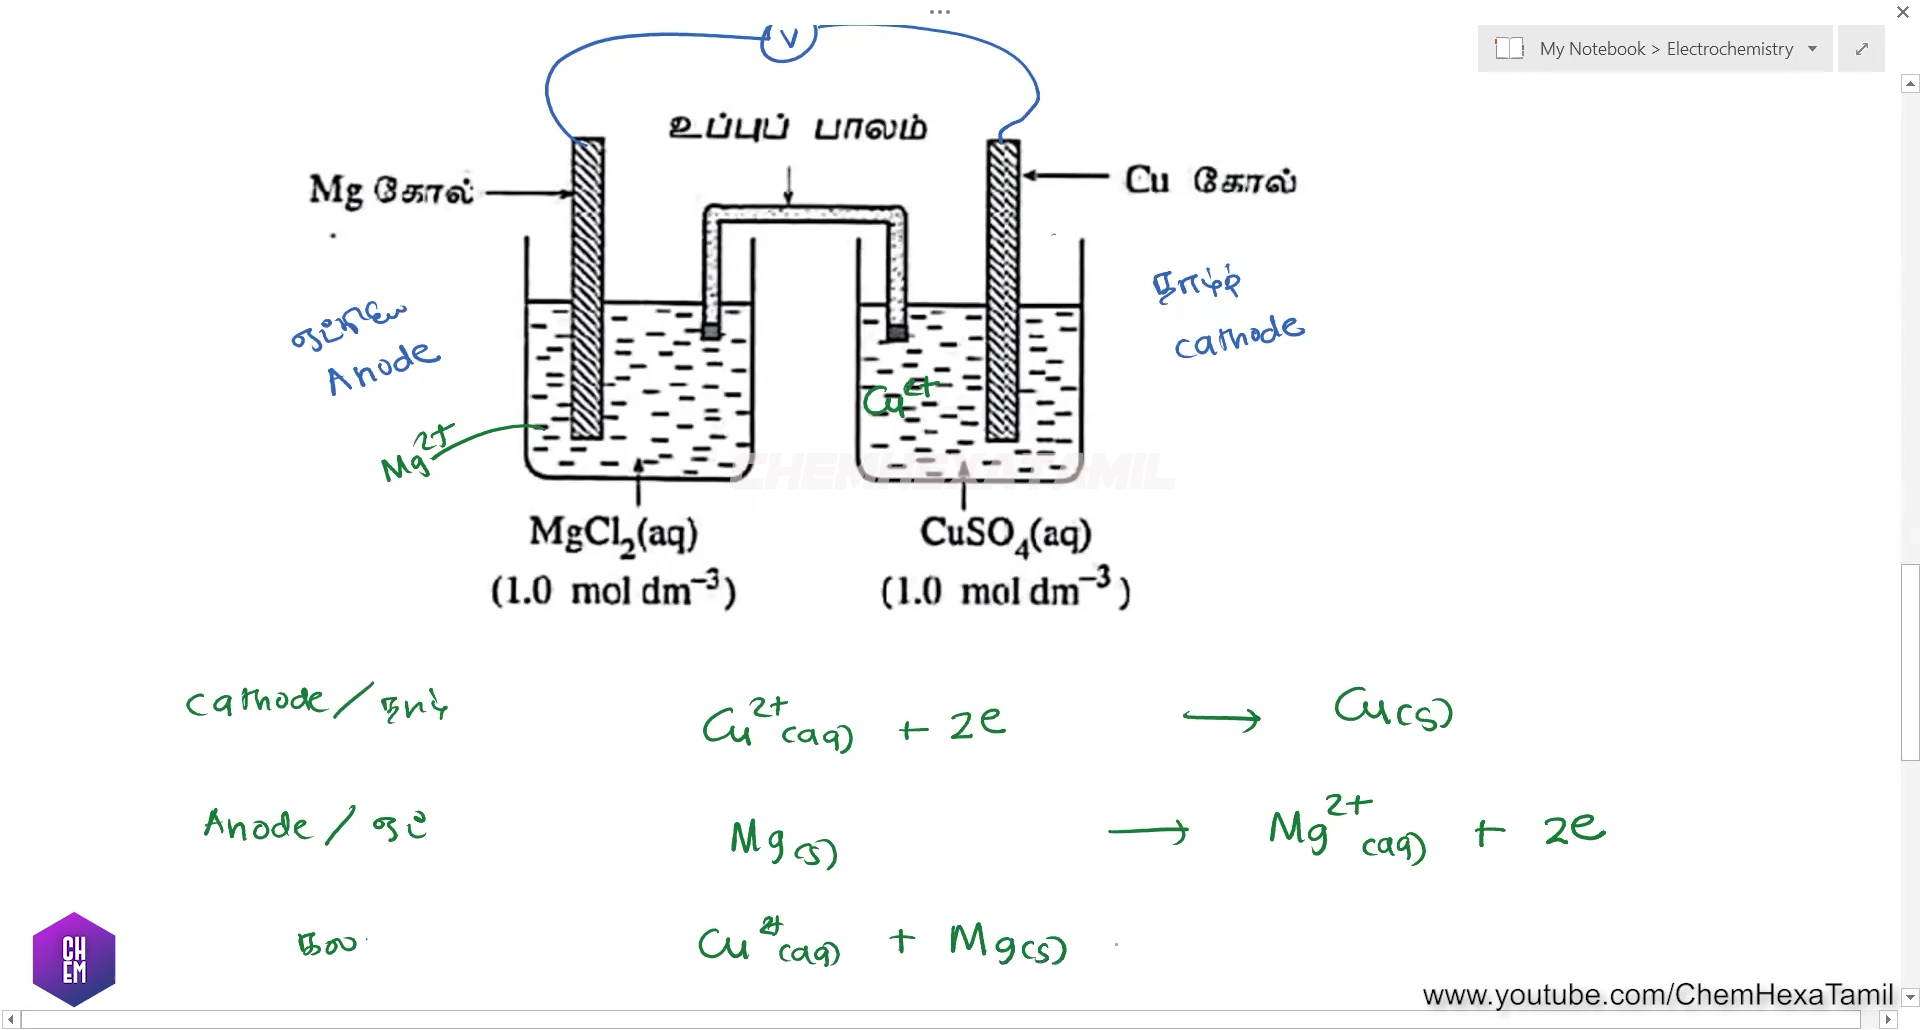 My Notebook > Electrochemistry
V
உப்புப் பாலம்
Mg கோல்
Cu கோல்
Anode
cathode
Mg2+
Cu2+
CHEMHEXATAMIL
MgCl2(aq)
(1.0 mol dm−3)
CuSO4(aq)
(1.0 mol dm−3)
cathode /
Cu2+(aq) + 2e → Cu(s)
Anode /
Mg(s) → Mg2+(aq) + 2e
Cu2+(aq) + Mg(s)
CHEM
www.youtube.com/ChemHexaTamil